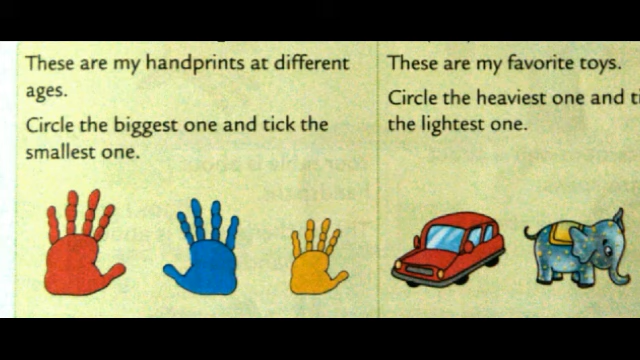 These are my handprints at different
ages.
Circle the biggest one and tick the
smallest one.
These are my favorite toys.
Circle the heaviest one and
the lightest one.